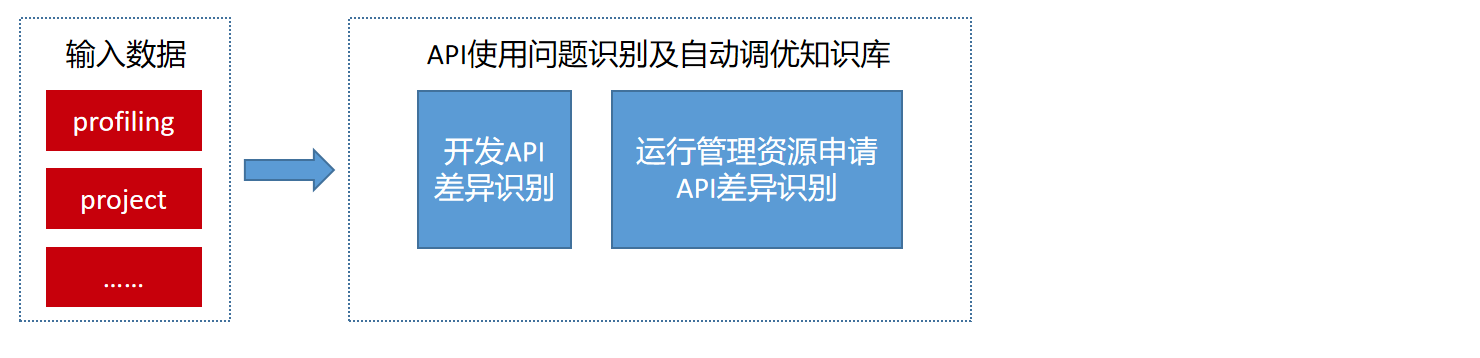 输入数据
profiling
project
……
API使用问题识别及自动调优知识库
开发API
差异识别
运行管理资源申请
API差异识别